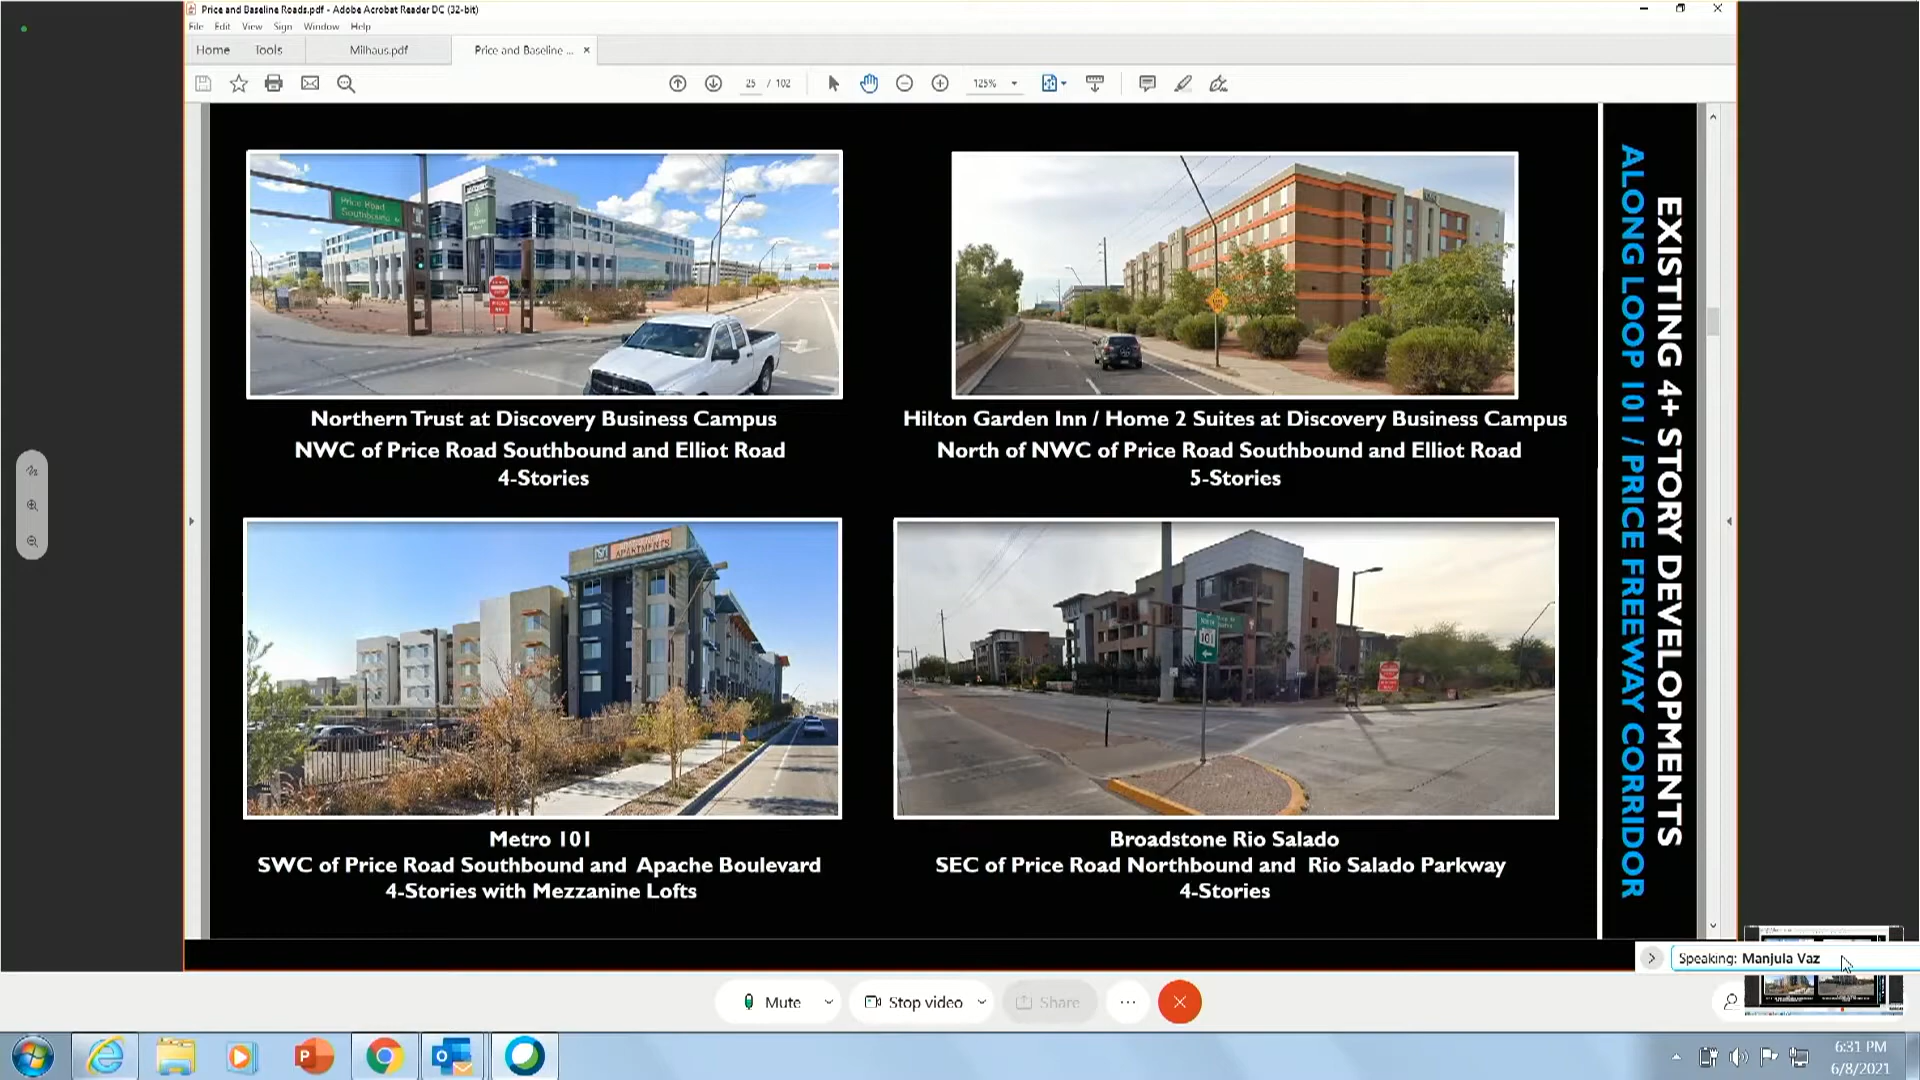 Price and Baseline Roads.pdf - Adobe Acrobat Reader DC (32-bit)
File Edit View Sign Window Help
Home Tools Milhaus.pdf Price and Baseline ... ×
25 / 102 125%
Price Road
Southbound
APARTMENTS
101
Northern Trust at Discovery Business Campus
NWC of Price Road Southbound and Elliot Road
4-Stories
Hilton Garden Inn / Home 2 Suites at Discovery Business Campus
North of NWC of Price Road Southbound and Elliot Road
5-Stories
Metro 101
SWC of Price Road Southbound and Apache Boulevard
4-Stories with Mezzanine Lofts
Broadstone Rio Salado
SEC of Price Road Northbound and Rio Salado Parkway
4-Stories
EXISTING 4+ STORY DEVELOPMENTS
ALONG LOOP 101 / PRICE FREEWAY CORRIDOR
Speaking: Manjula Vaz
Mute Stop video Share
6:31 PM
6/8/2021